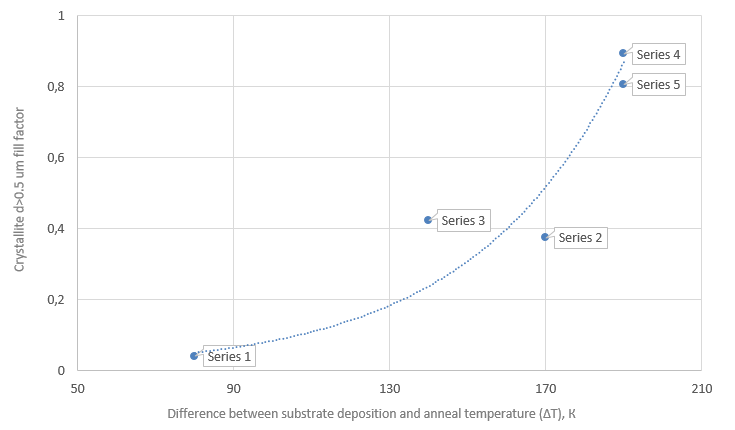 1
0,8
0,6
0,4
0,2
0
Crystallite d>0.5 um fill factor
Series 4
Series 5
Series 3
Series 2
Series 1
50 90 130 170 210
Difference between substrate deposition and anneal temperature (ΔT), K